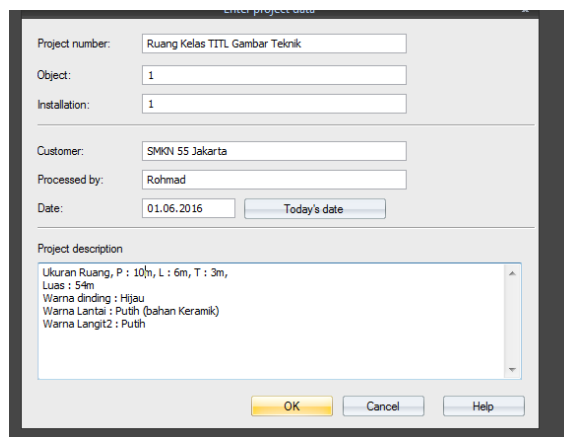 Enter project data
Project number: Ruang Kelas TITL Gambar Teknik
Object: 1
Installation: 1
Customer: SMKN 55 Jakarta
Processed by: Rohmad
Date: 01.06.2016 Today's date
Project description
Ukuran Ruang, P : 10m, L : 6m, T : 3m,
Luas : 54m
Warna dinding : Hijau
Warna Lantai : Putih (bahan Keramik)
Warna Langit2 : Putih
OK Cancel Help